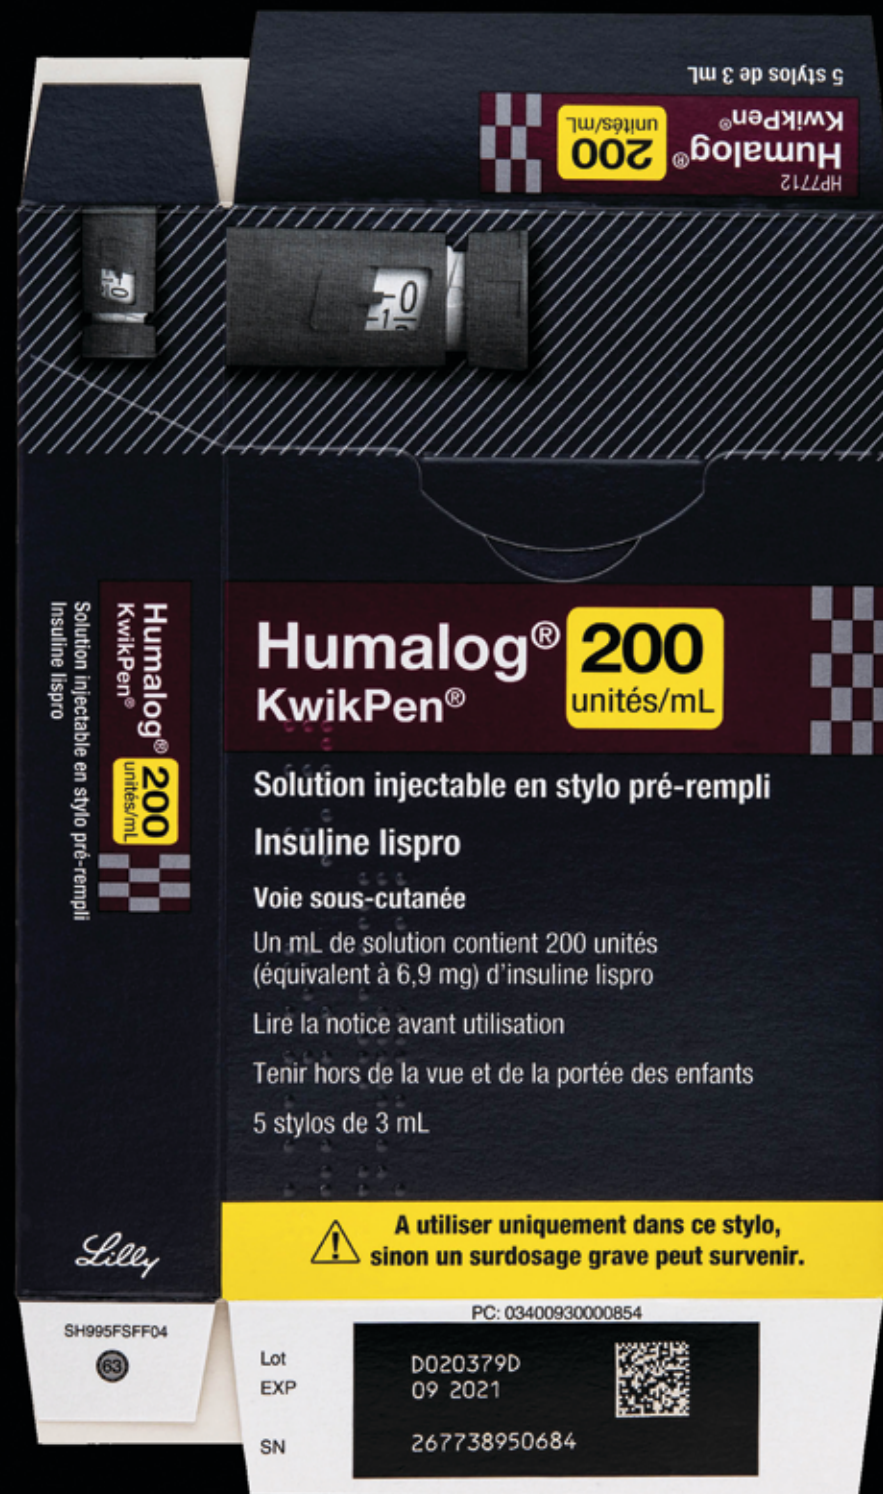 5 stylos de 3 mL
HP7712
Humalog® 200
KwikPen® unités/mL
0
1
0
1
Humalog® 200
KwikPen® unités/mL
Solution injectable en stylo pré-rempli
Insuline lispro
Humalog® 200
KwikPen® unités/mL
Solution injectable en stylo pré-rempli
Insuline lispro
Voie sous-cutanée
Un mL de solution contient 200 unités
(équivalent à 6,9 mg) d'insuline lispro
Lire la notice avant utilisation
Tenir hors de la vue et de la portée des enfants
5 stylos de 3 mL
A utiliser uniquement dans ce stylo,
sinon un surdosage grave peut survenir.
Lilly
SH995FSFF04
63
PC: 03400930000854
Lot D020379D
EXP 09 2021
SN 267738950684